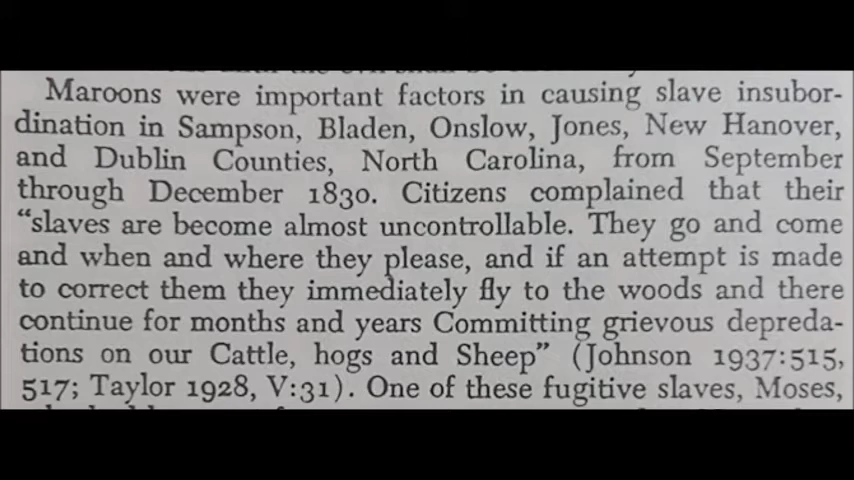 Maroons were important factors in causing slave insubor-
dination in Sampson, Bladen, Onslow, Jones, New Hanover,
and Dublin Counties, North Carolina, from September
through December 1830. Citizens complained that their
“slaves are become almost uncontrollable. They go and come
and when and where they please, and if an attempt is made
to correct them they immediately fly to the woods and there
continue for months and years Committing grievous depreda-
tions on our Cattle, hogs and Sheep” (Johnson 1937:515,
517; Taylor 1928, V:31). One of these fugitive slaves, Moses,